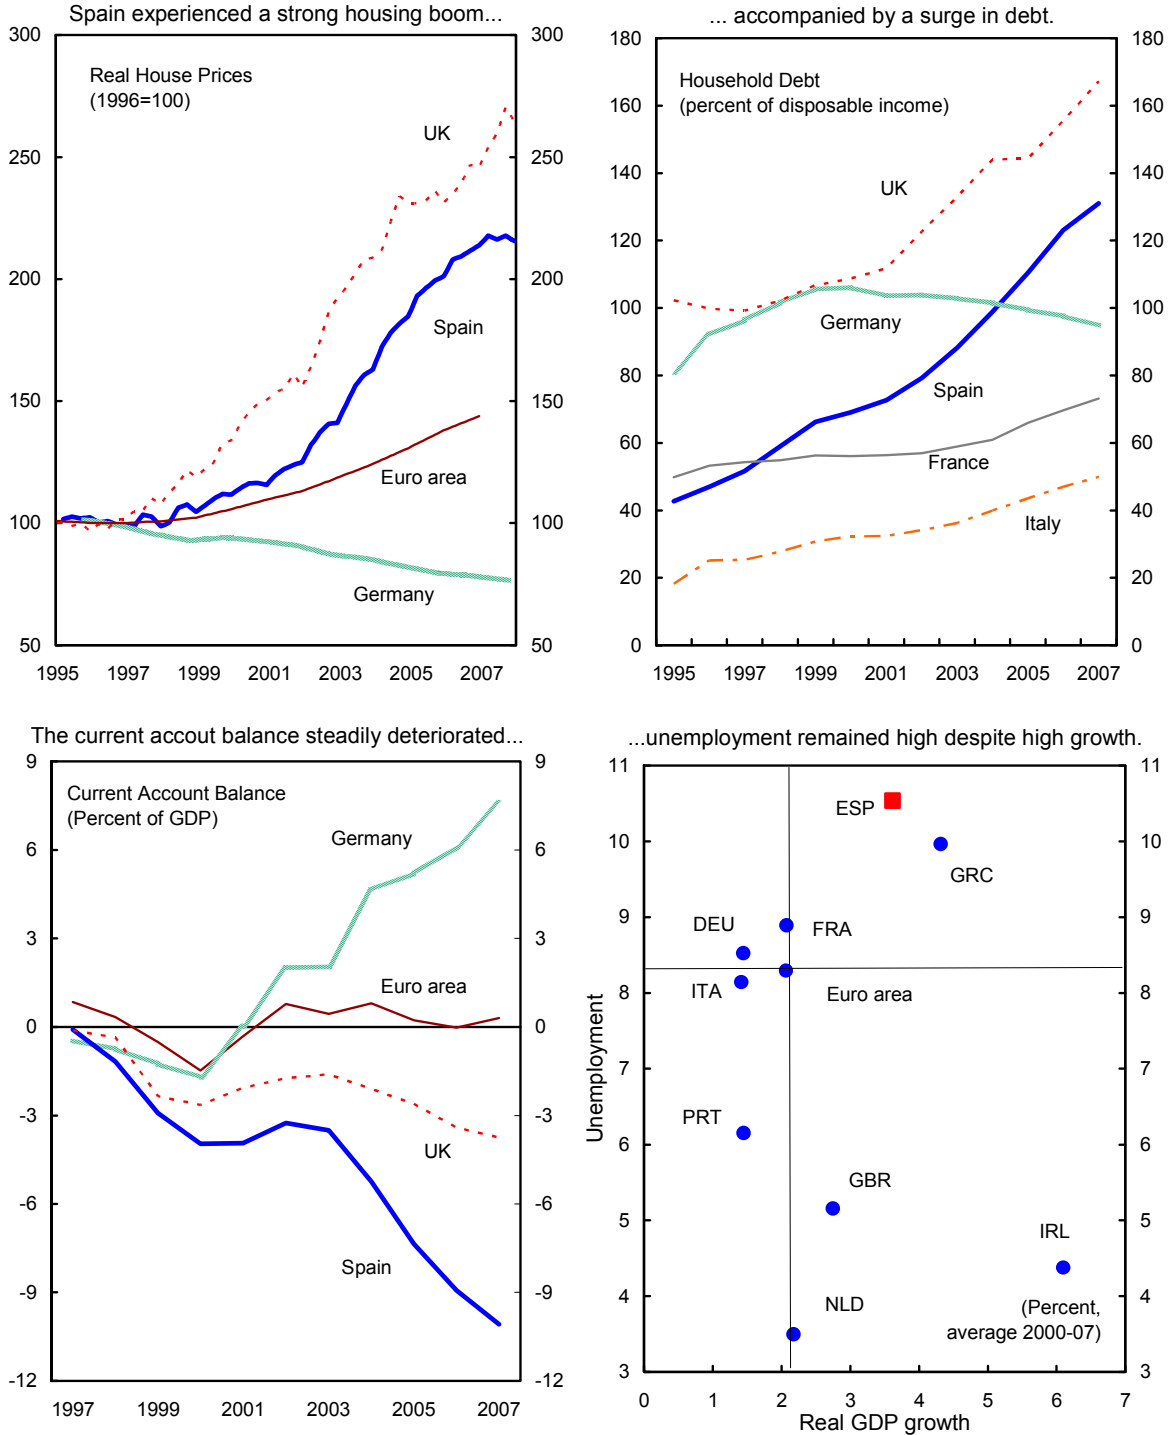 Spain experienced a strong housing boom...
300
300
Real House Prices
(1996=100)
UK
250
250
200
200
Spain
150
150
Euro area
100
100
Germany
50
50
1995 1997 1999 2001 2003 2005 2007
... accompanied by a surge in debt.
180
180
Household Debt
(percent of disposable income)
160
160
140
140
UK
120
120
100
100
Germany
80
80
Spain
60
60
France
40
40
Italy
20
20
0
0
1995 1997 1999 2001 2003 2005 2007
The current accout balance steadily deteriorated...
9
9
Current Account Balance
(Percent of GDP)
Germany
6
6
3
3
Euro area
0
0
-3
-3
UK
-6
-6
Spain
-9
-9
-12
-12
1997 1999 2001 2003 2005 2007
...unemployment remained high despite high growth.
11
11
ESP
10
10
GRC
9
9
DEU
FRA
ITA
Euro area
8
8
7
7
Unemployment
PRT
6
6
GBR
5
5
IRL
4
4
NLD
(Percent,
average 2000-07)
3
3
0 1 2 3 4 5 6 7
Real GDP growth